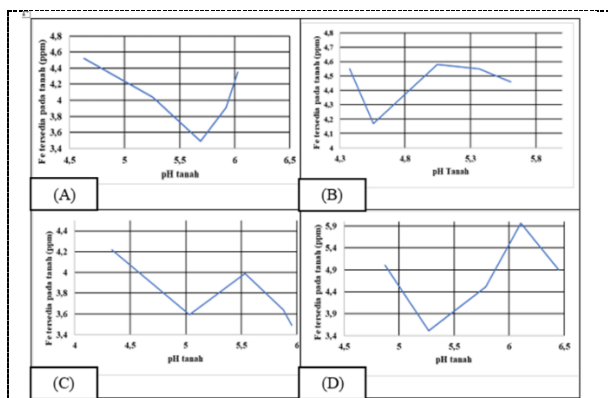 Fe tersedia pada tanah (ppm)
4,8
4,6
4,4
4,2
4
3,8
3,6
3,4
4,5 5 5,5 6 6,5
pH tanah
(A)
Fe tersedia pada tanah (ppm)
4,8
4,7
4,6
4,5
4,4
4,3
4,2
4,1
4
4,3 4,8 5,3 5,8
pH Tanah
(B)
Fe tersedia pada tanah (ppm)
4,4
4,2
4
3,8
3,6
3,4
4 4,5 5 5,5 6
pH tanah
(C)
Fe tersedia pada tanah (ppm)
5,9
5,4
4,9
4,4
3,9
3,4
4,5 5 5,5 6 6,5
pH tanah
(D)